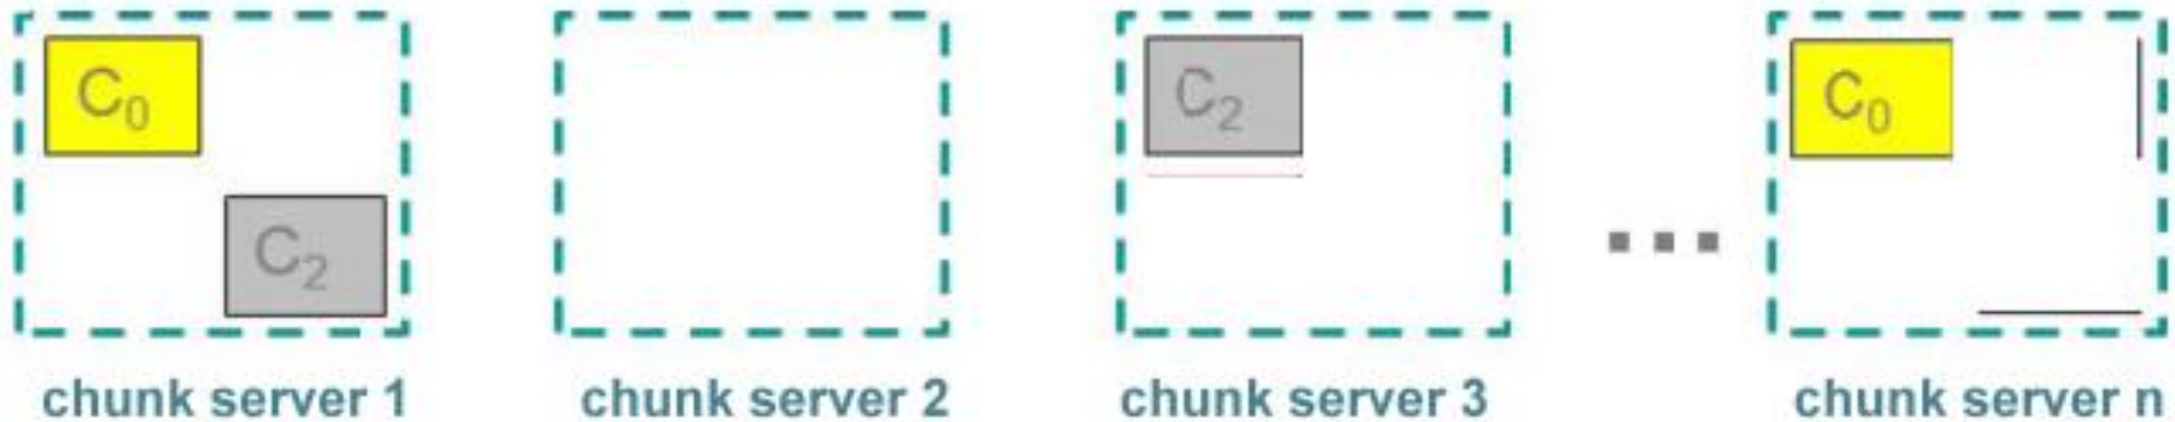 C₀
C₂
C₂
C₀
chunk server 1
chunk server 2
chunk server 3
...
chunk server n